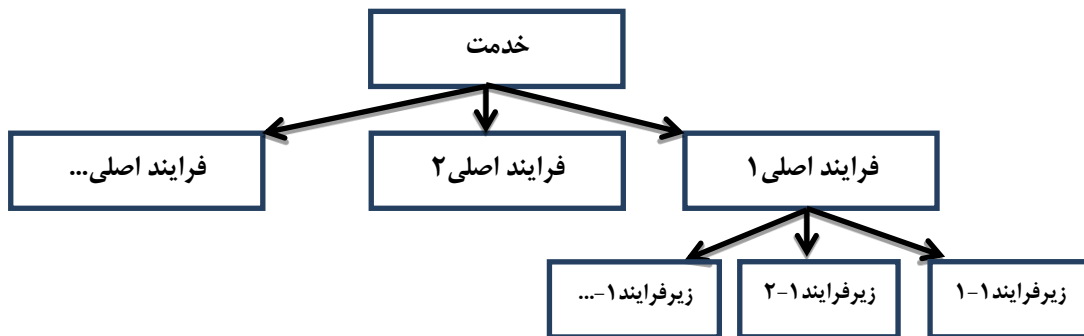 خدمت
فرایند اصلی۱
فرایند اصلی۲
فرایند اصلی...
زیرفرایند۱-۱
زیرفرایند۱-۲
زیرفرایند۱-...